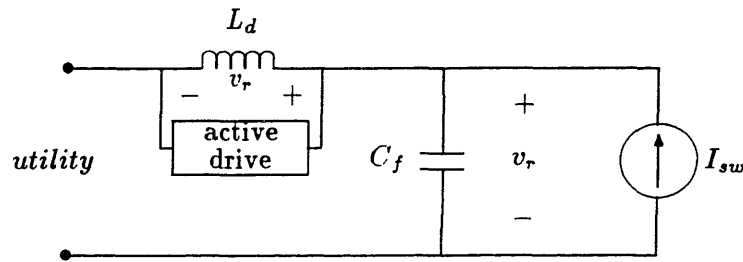 L_d
− v_r +
active
drive
utility
C_f
+
v_r
−
I_sw